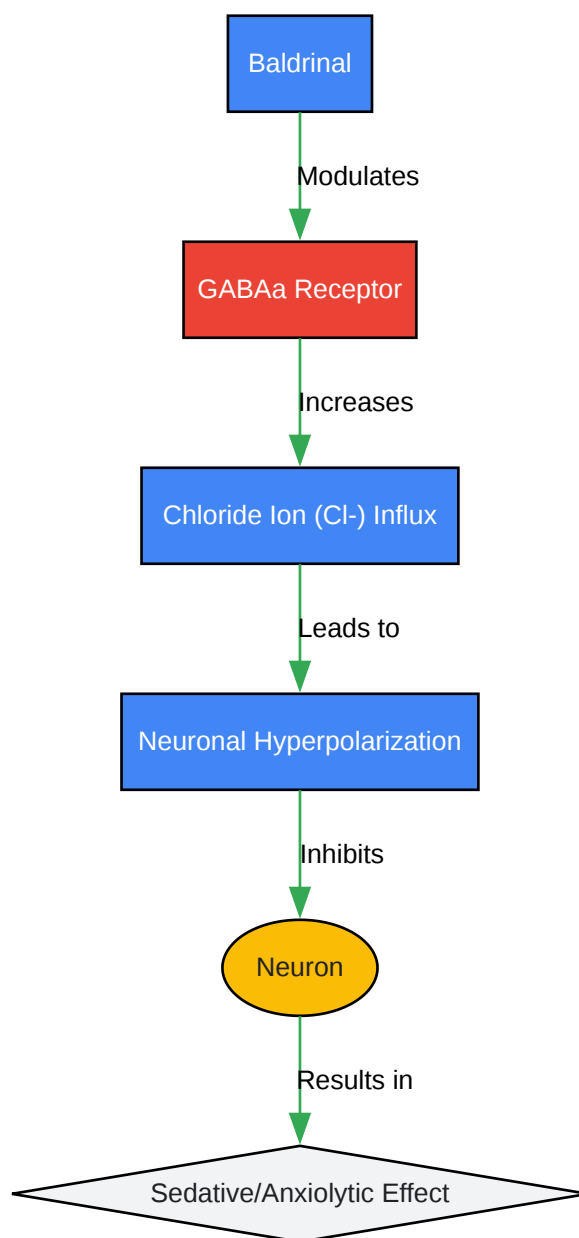 Baldrinal
Modulates
GABAa Receptor
Increases
Chloride Ion (Cl-) Influx
Leads to
Neuronal Hyperpolarization
Inhibits
Neuron
Results in
Sedative/Anxiolytic Effect